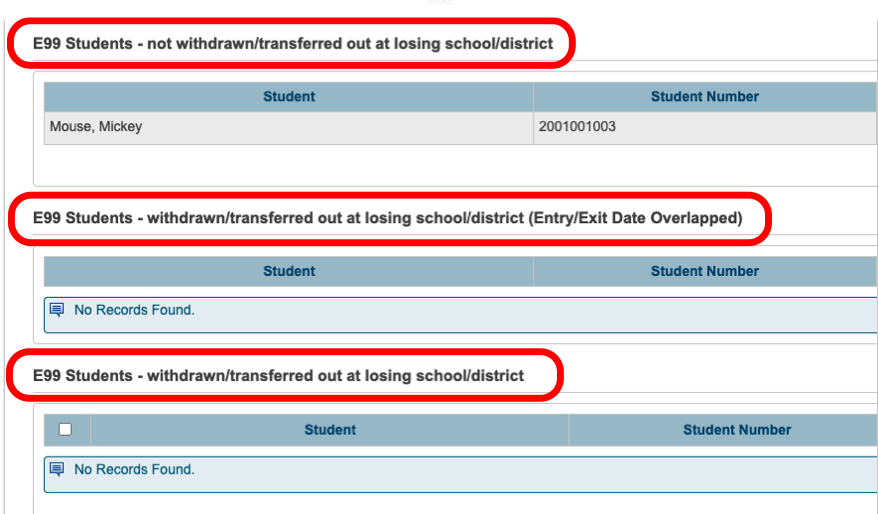 E99 Students - not withdrawn/transferred out at losing school/district
Student Student Number
Mouse, Mickey 2001001003
E99 Students - withdrawn/transferred out at losing school/district (Entry/Exit Date Overlapped)
Student Student Number
No Records Found.
E99 Students - withdrawn/transferred out at losing school/district
Student Student Number
No Records Found.